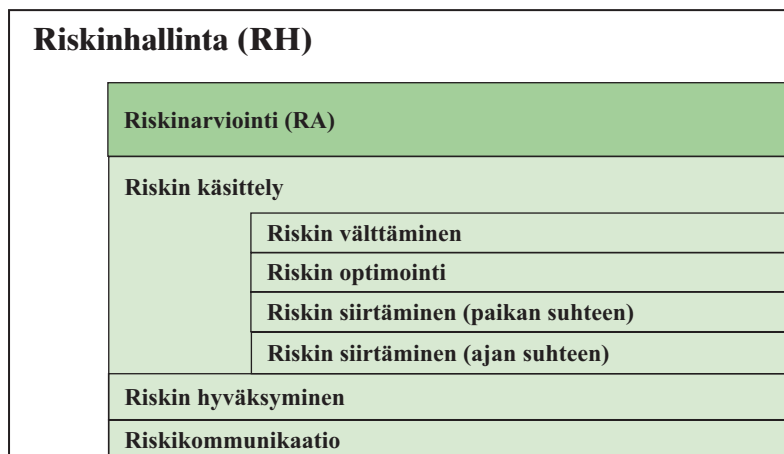 Riskinhallinta (RH)
Riskinarviointi (RA)
Riskin käsittely
Riskin välttäminen
Riskin optimointi
Riskin siirtäminen (paikan suhteen)
Riskin siirtäminen (ajan suhteen)
Riskin hyväksyminen
Riskikommunikaatio